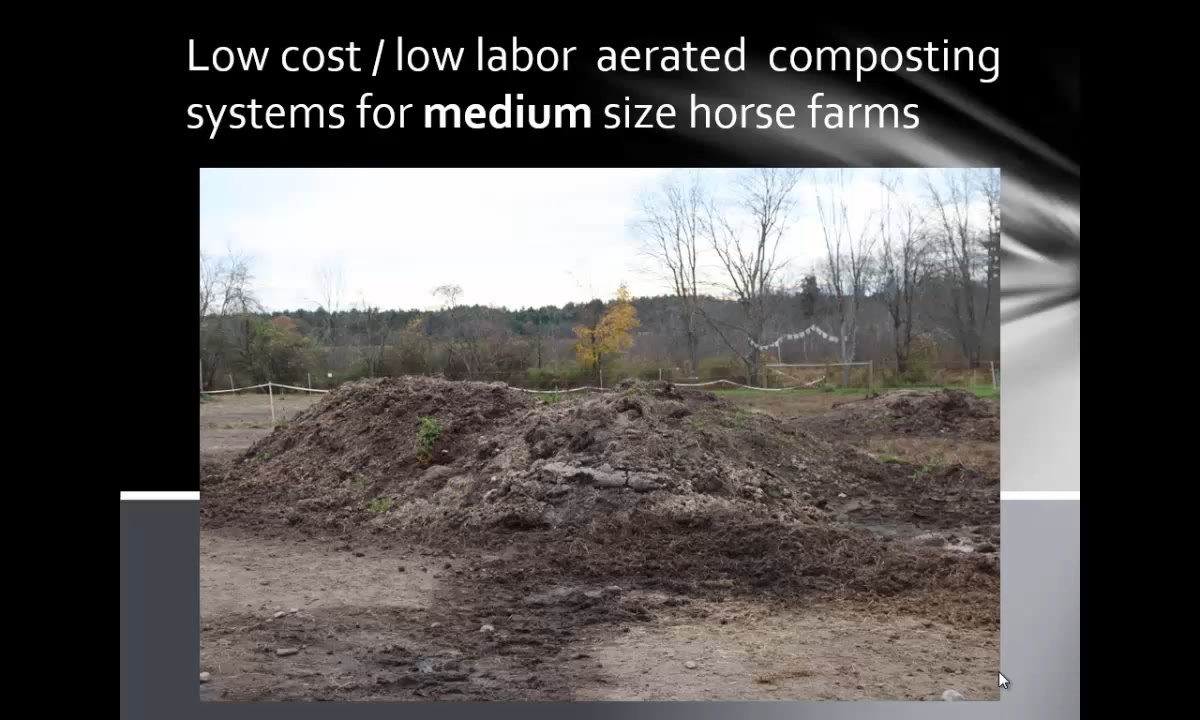 Low cost / low labor aerated composting
systems for medium size horse farms